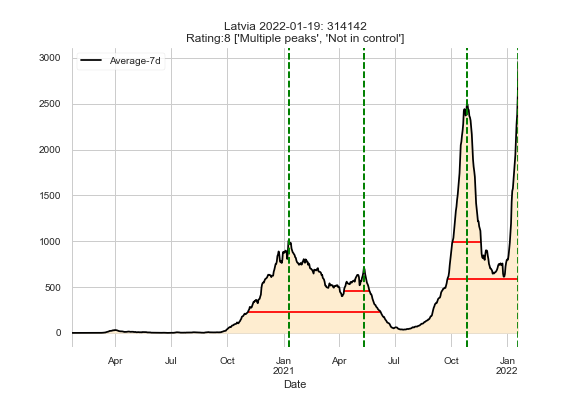 Latvia 2022-01-19: 314142
Rating:8 ['Multiple peaks', 'Not in control']
Average-7d
3000
2500
2000
1500
1000
500
0
Apr Jul Oct Jan Apr Jul Oct Jan
2021 2022
Date